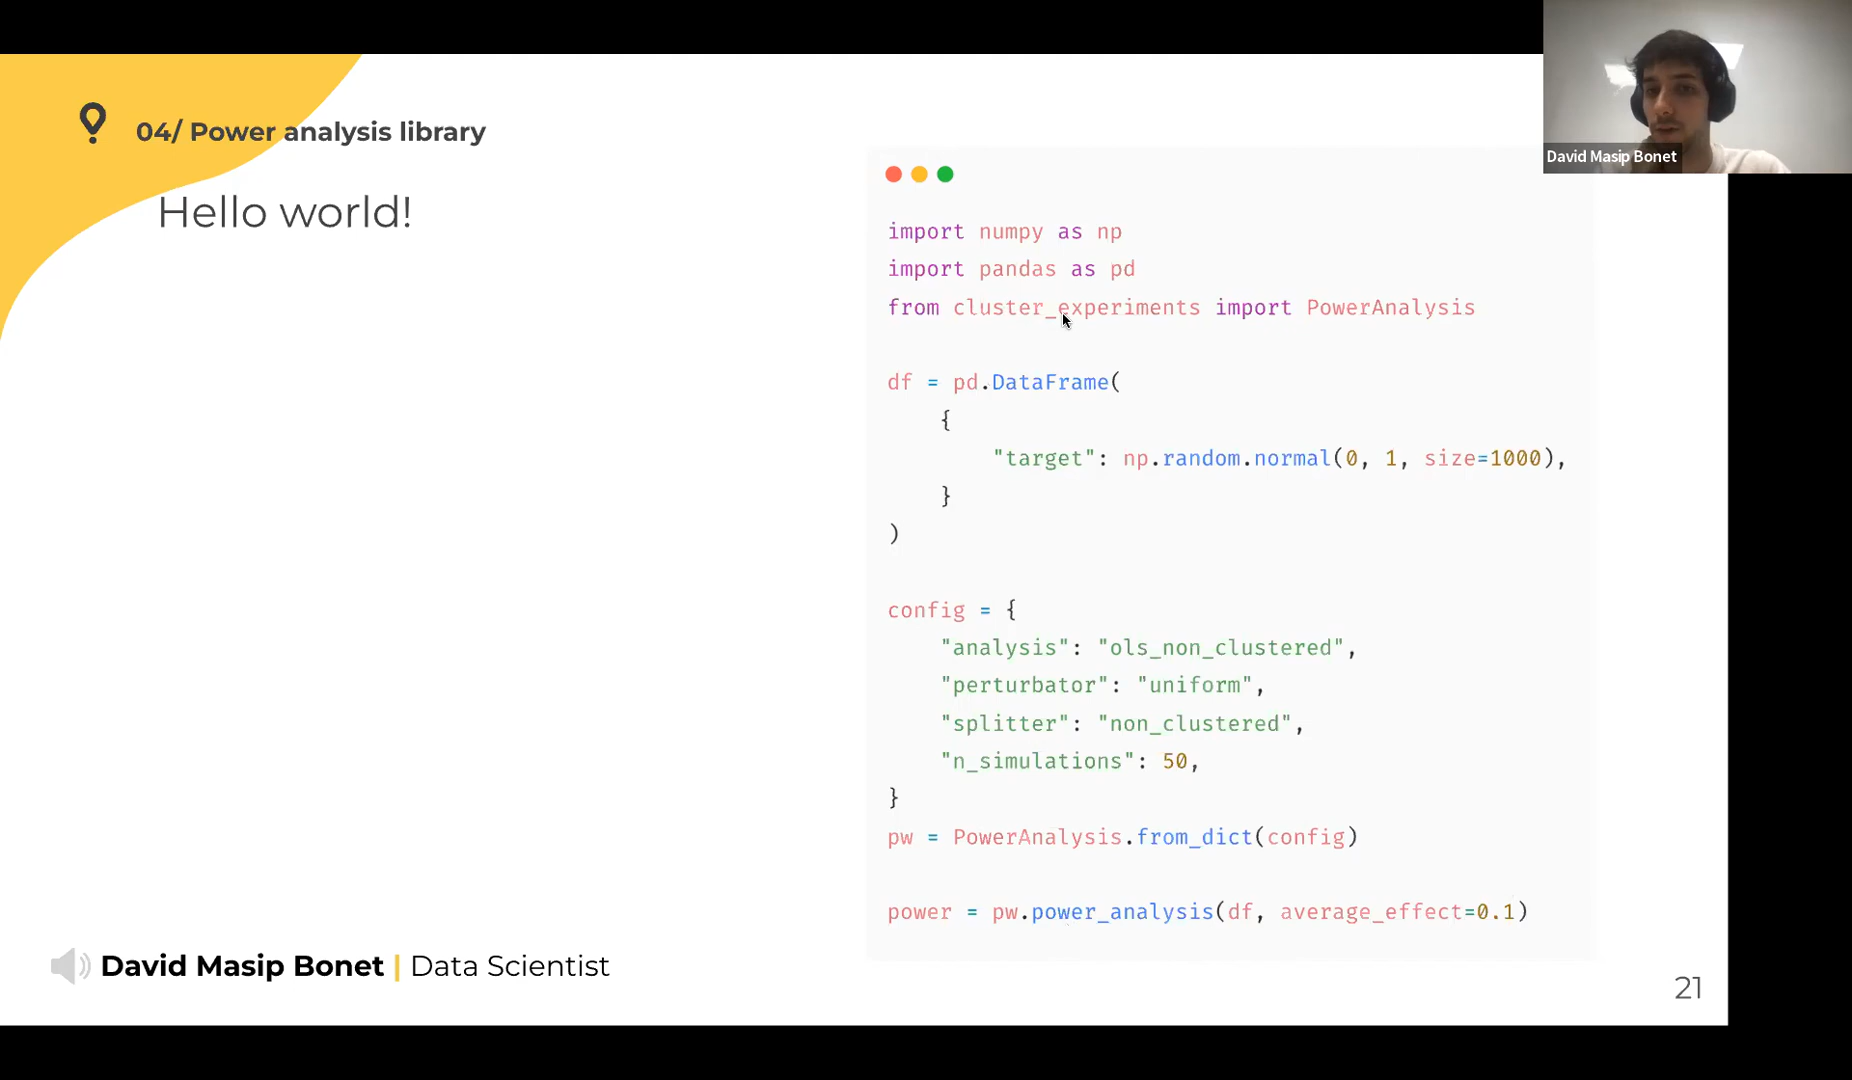 04/ Power analysis library
Hello world!
David Masip Bonet
import numpy as np
import pandas as pd
from cluster_experiments import PowerAnalysis
df = pd.DataFrame(
    {
        "target": np.random.normal(0, 1, size=1000),
    }
)
config = {
    "analysis": "ols_non_clustered",
    "perturbator": "uniform",
    "splitter": "non_clustered",
    "n_simulations": 50,
}
pw = PowerAnalysis.from_dict(config)
power = pw.power_analysis(df, average_effect=0.1)
David Masip Bonet | Data Scientist
21